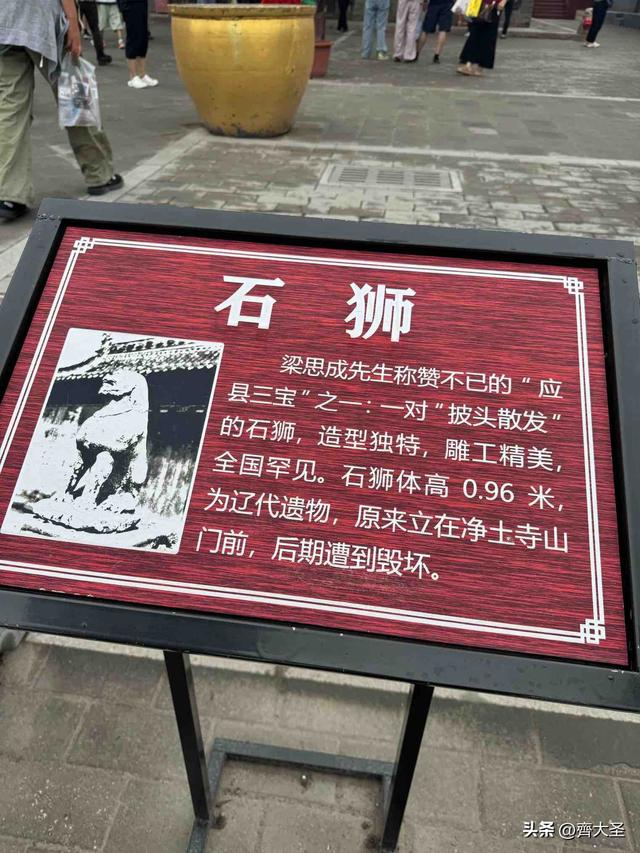 石 狮
梁思成先生称赞不已的“应
县三宝”之一：一对“披头散发”
的石狮，造型独特，雕工精美，
全国罕见。石狮体高 0.96 米，
为辽代遗物，原来立在净土寺山
门前，后期遭到毁坏。
头条 @齊大圣